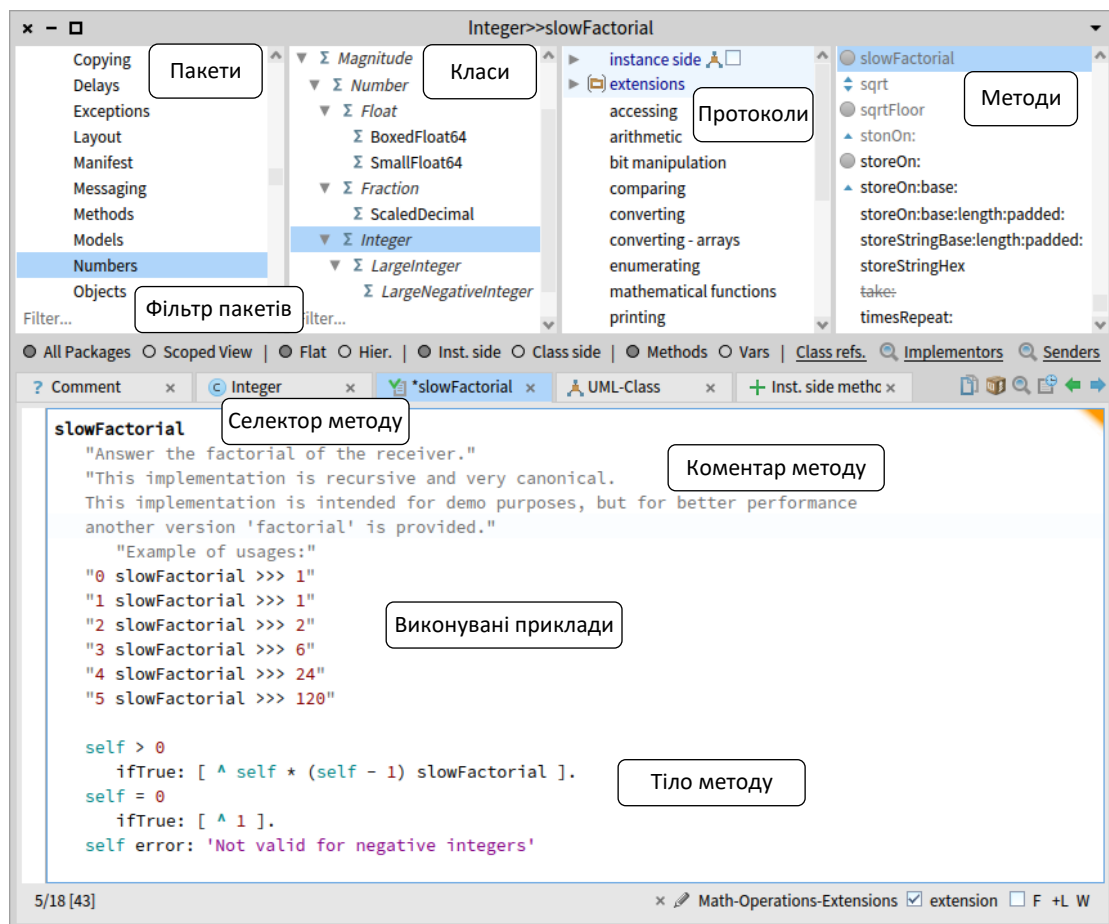 Integer>>slowFactorial
Copying
Delays
Exceptions
Layout
Manifest
Messaging
Methods
Models
Numbers
Objects
Filter...
Пакети
Фільтр пакетів
Σ Magnitude
Σ Number
Σ Float
Σ BoxedFloat64
Σ SmallFloat64
Σ Fraction
Σ ScaledDecimal
Σ Integer
Σ LargeInteger
Σ LargeNegativeInteger
ilter...
Класи
instance side
extensions
accessing
arithmetic
bit manipulation
comparing
converting
converting - arrays
enumerating
mathematical functions
printing
Протоколи
slowFactorial
sqrt
sqrtFloor
stonOn:
storeOn:
storeOn:base:
storeOn:base:length:padded:
storeStringBase:length:padded:
storeStringHex
take:
timesRepeat:
Методи
All Packages Scoped View | Flat Hier. | Inst. side Class side | Methods Vars | Class refs. Implementors Senders
? Comment × C Integer × *slowFactorial × UML-Class × Inst. side methc ×
Селектор методу
slowFactorial
"Answer the factorial of the receiver."
Коментар методу
"This implementation is recursive and very canonical.
This implementation is intended for demo purposes, but for better performance
another version 'factorial' is provided."
"Example of usages:"
"0 slowFactorial >>> 1"
"1 slowFactorial >>> 1"
"2 slowFactorial >>> 2"
Виконувані приклади
"3 slowFactorial >>> 6"
"4 slowFactorial >>> 24"
"5 slowFactorial >>> 120"
self > 0
ifTrue: [ ^ self * (self - 1) slowFactorial ].
Тіло методу
self = 0
ifTrue: [ ^ 1 ].
self error: 'Not valid for negative integers'
5/18 [43]
× Math-Operations-Extensions extension F +L W